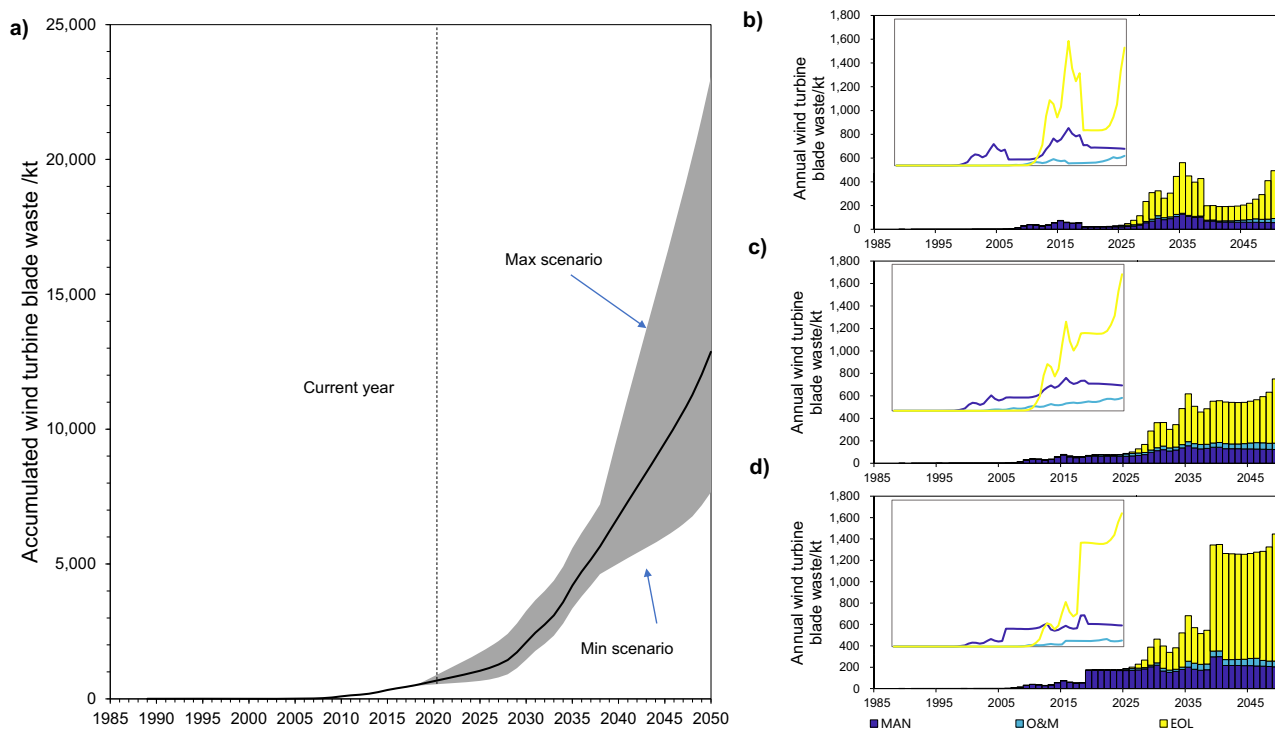 a)
Accumulated wind turbine blade waste /kt
25,000
20,000
15,000
10,000
5,000
0
Max scenario
Current year
Min scenario
1985 1990 1995 2000 2005 2010 2015 2020 2025 2030 2035 2040 2045 2050
b)
Annual wind turbine
blade waste/kt
1,800
1,600
1,400
1,200
1,000
800
600
400
200
0
1985 1995 2005 2015 2025 2035 2045
c)
Annual wind turbine
blade waste/kt
1,800
1,600
1,400
1,200
1,000
800
600
400
200
0
1985 1995 2005 2015 2025 2035 2045
d)
Annual wind turbine
blade waste/kt
1,800
1,600
1,400
1,200
1,000
800
600
400
200
0
1985 1995 2005 2015 2025 2035 2045
MAN O&M EOL